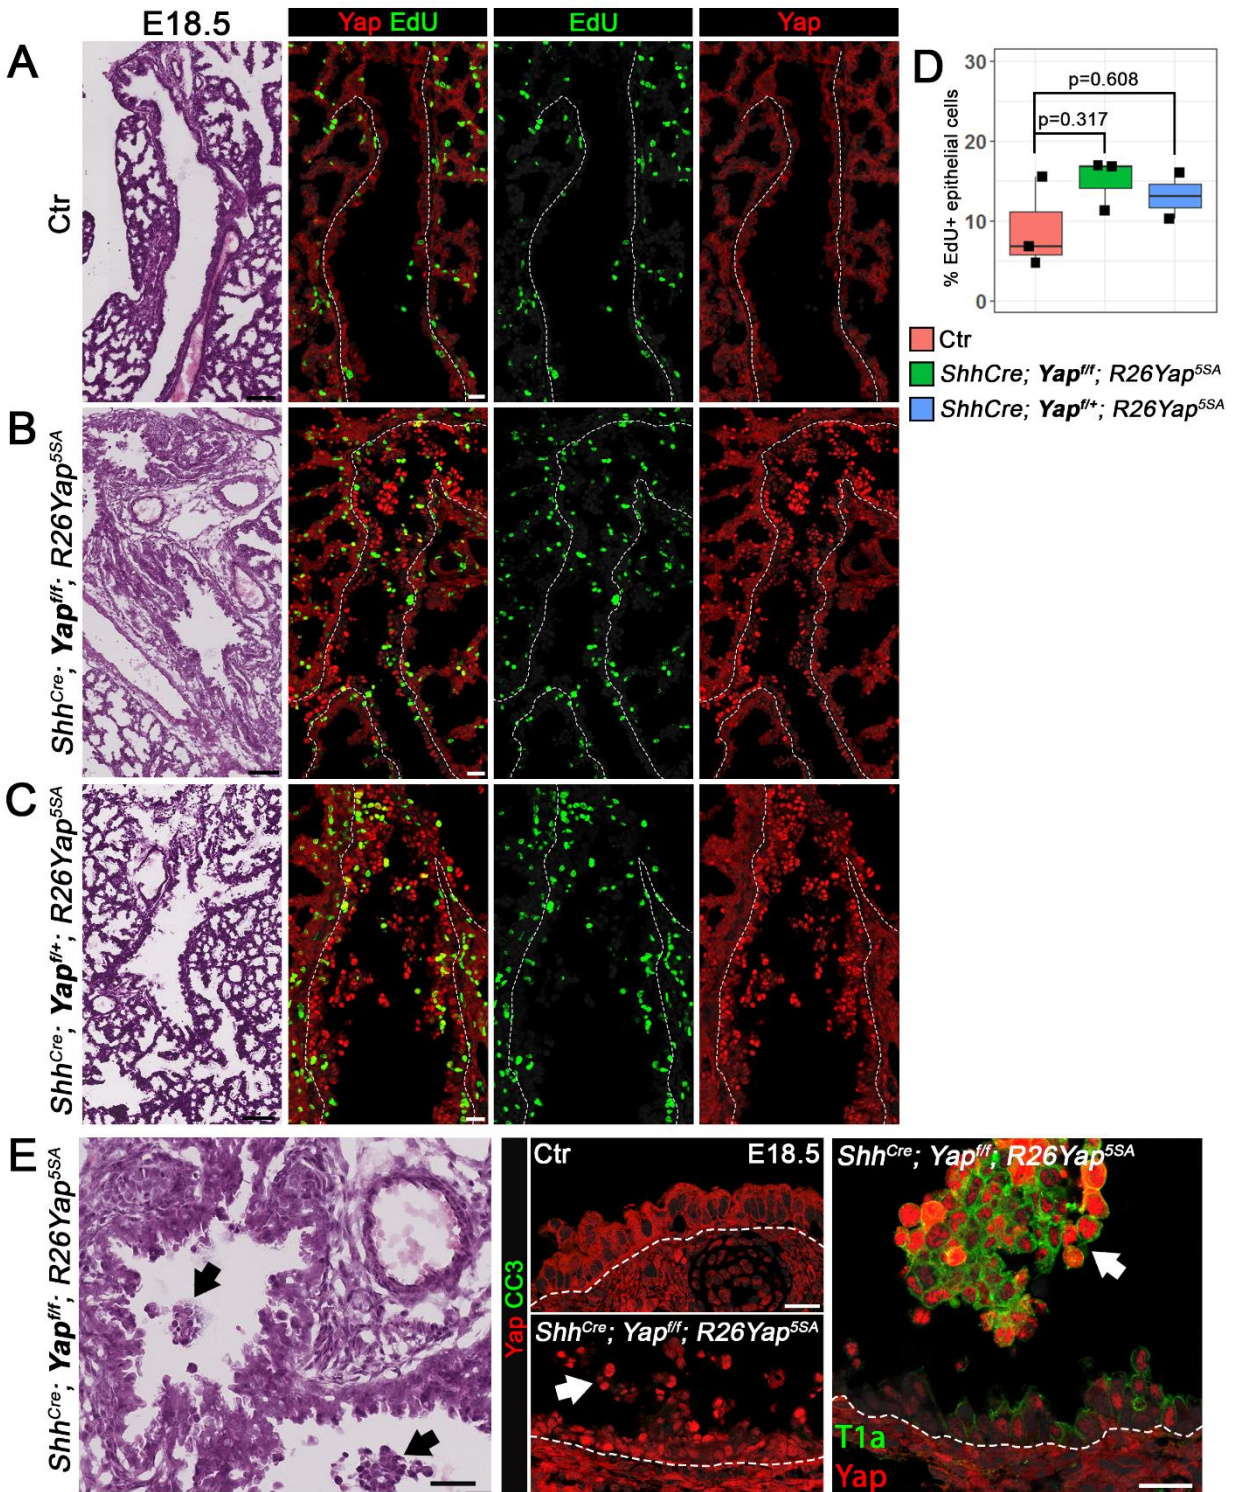 E18.5
Yap EdU
EdU
Yap
A
Ctr
B
ShhCre; Yapf/f; R26Yap5SA
C
ShhCre; Yapf/+; R26Yap5SA
D
% EdU+ epithelial cells
30
20
10
0
p=0.608
p=0.317
Ctr
ShhCre; Yapf/f; R26Yap5SA
ShhCre; Yapf/+; R26Yap5SA
E
ShhCre; Yapf/f; R26Yap5SA
Yap CC3
Ctr
E18.5
ShhCre; Yapf/f; R26Yap5SA
ShhCre; Yapf/f; R26Yap5SA
T1a
Yap